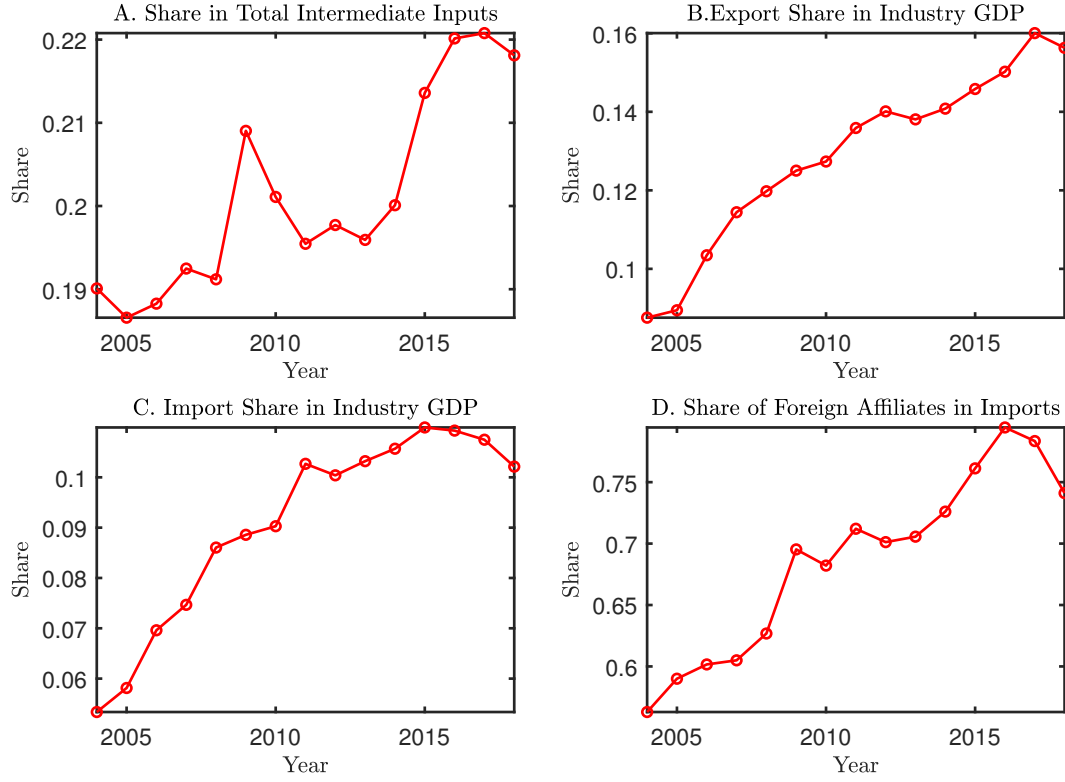 A. Share in Total Intermediate Inputs
0.22
0.21
0.2
0.19
Share
2005 2010 2015
Year
B.Export Share in Industry GDP
0.16
0.14
0.12
0.1
Share
2005 2010 2015
Year
C. Import Share in Industry GDP
0.1
0.09
0.08
0.07
0.06
Share
2005 2010 2015
Year
D. Share of Foreign Affiliates in Imports
0.75
0.7
0.65
0.6
Share
2005 2010 2015
Year